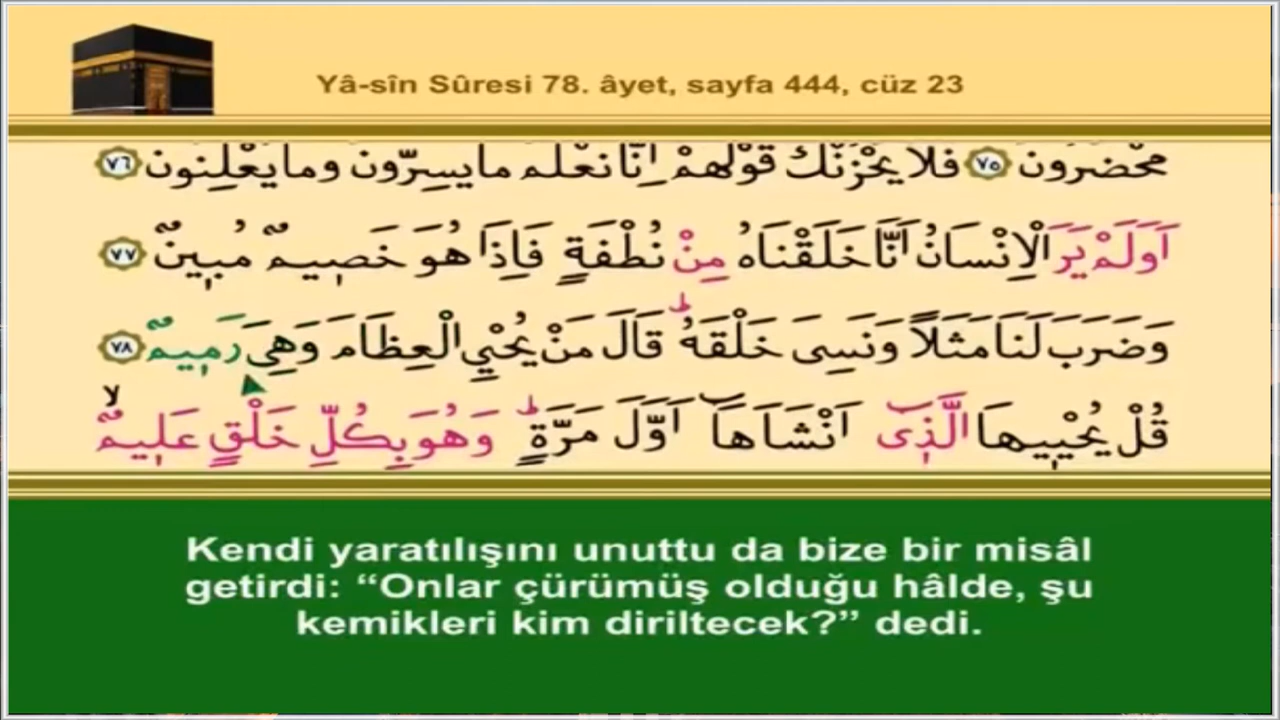 Yâ-sîn Sûresi 78. âyet, sayfa 444, cüz 23
مُحْضَرُونَ ﴿٧٥﴾ فَلَا يَحْزُنْكَ قَوْلُهُمْ اِنَّا نَعْلَمُ مَا يُسِرُّونَ وَمَا يُعْلِنُونَ ﴿٧٦﴾
اَوَلَمْ يَرَ الْاِنْسَانُ اَنَّا خَلَقْنَاهُ مِنْ نُطْفَةٍ فَاِذَا هُوَ خَصٖيمٌ مُبٖينٌ ﴿٧٧﴾
وَضَرَبَ لَنَا مَثَلاً وَنَسِىَ خَلْقَهُ ۜ قَالَ مَنْ يُحْيِي الْعِظَامَ وَهِىَ رَمٖيمٌ ﴿٧٨﴾
قُلْ يُحْيٖيهَا الَّذٖٓى اَنْشَاَهَٓا اَوَّلَ مَرَّةٍ ۜ وَهُوَ بِكُلِّ خَلْقٍ عَلٖيمٌ ۙ
Kendi yaratılışını unuttu da bize bir misâl
getirdi: “Onlar çürümüş olduğu hâlde, şu
kemikleri kim diriltecek?” dedi.